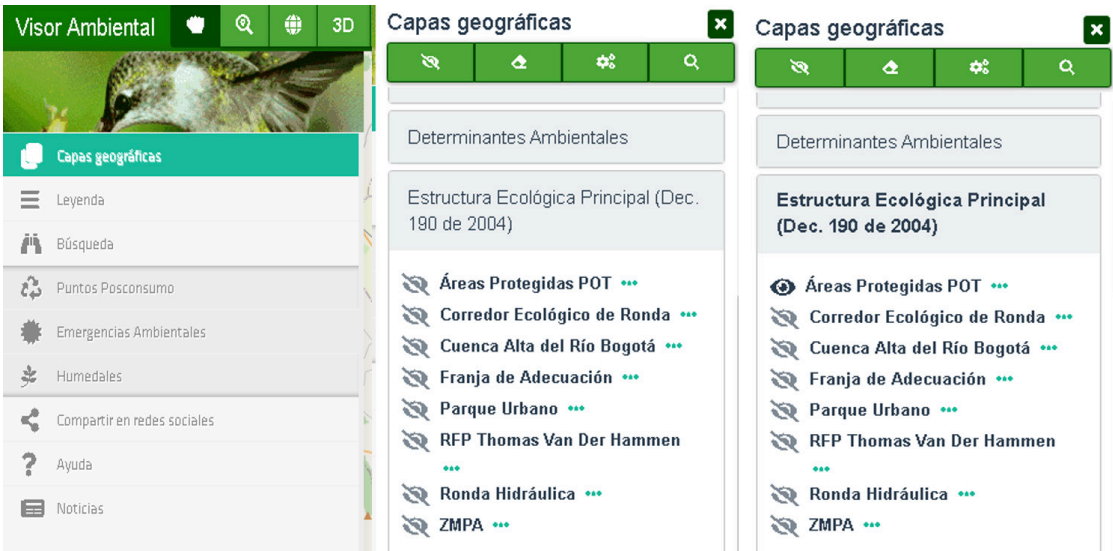 Visor Ambiental
3D
Capas geográficas
Leyenda
Búsqueda
Puntos Posconsumo
Emergencias Ambientales
Humedales
Compartir en redes sociales
Ayuda
Noticias
Capas geográficas
Determinantes Ambientales
Estructura Ecológica Principal (Dec.
190 de 2004)
Áreas Protegidas POT
Corredor Ecológico de Ronda
Cuenca Alta del Río Bogotá
Franja de Adecuación
Parque Urbano
RFP Thomas Van Der Hammen
Ronda Hidráulica
ZMPA
Capas geográficas
Determinantes Ambientales
Estructura Ecológica Principal
(Dec. 190 de 2004)
Áreas Protegidas POT
Corredor Ecológico de Ronda
Cuenca Alta del Río Bogotá
Franja de Adecuación
Parque Urbano
RFP Thomas Van Der Hammen
Ronda Hidráulica
ZMPA